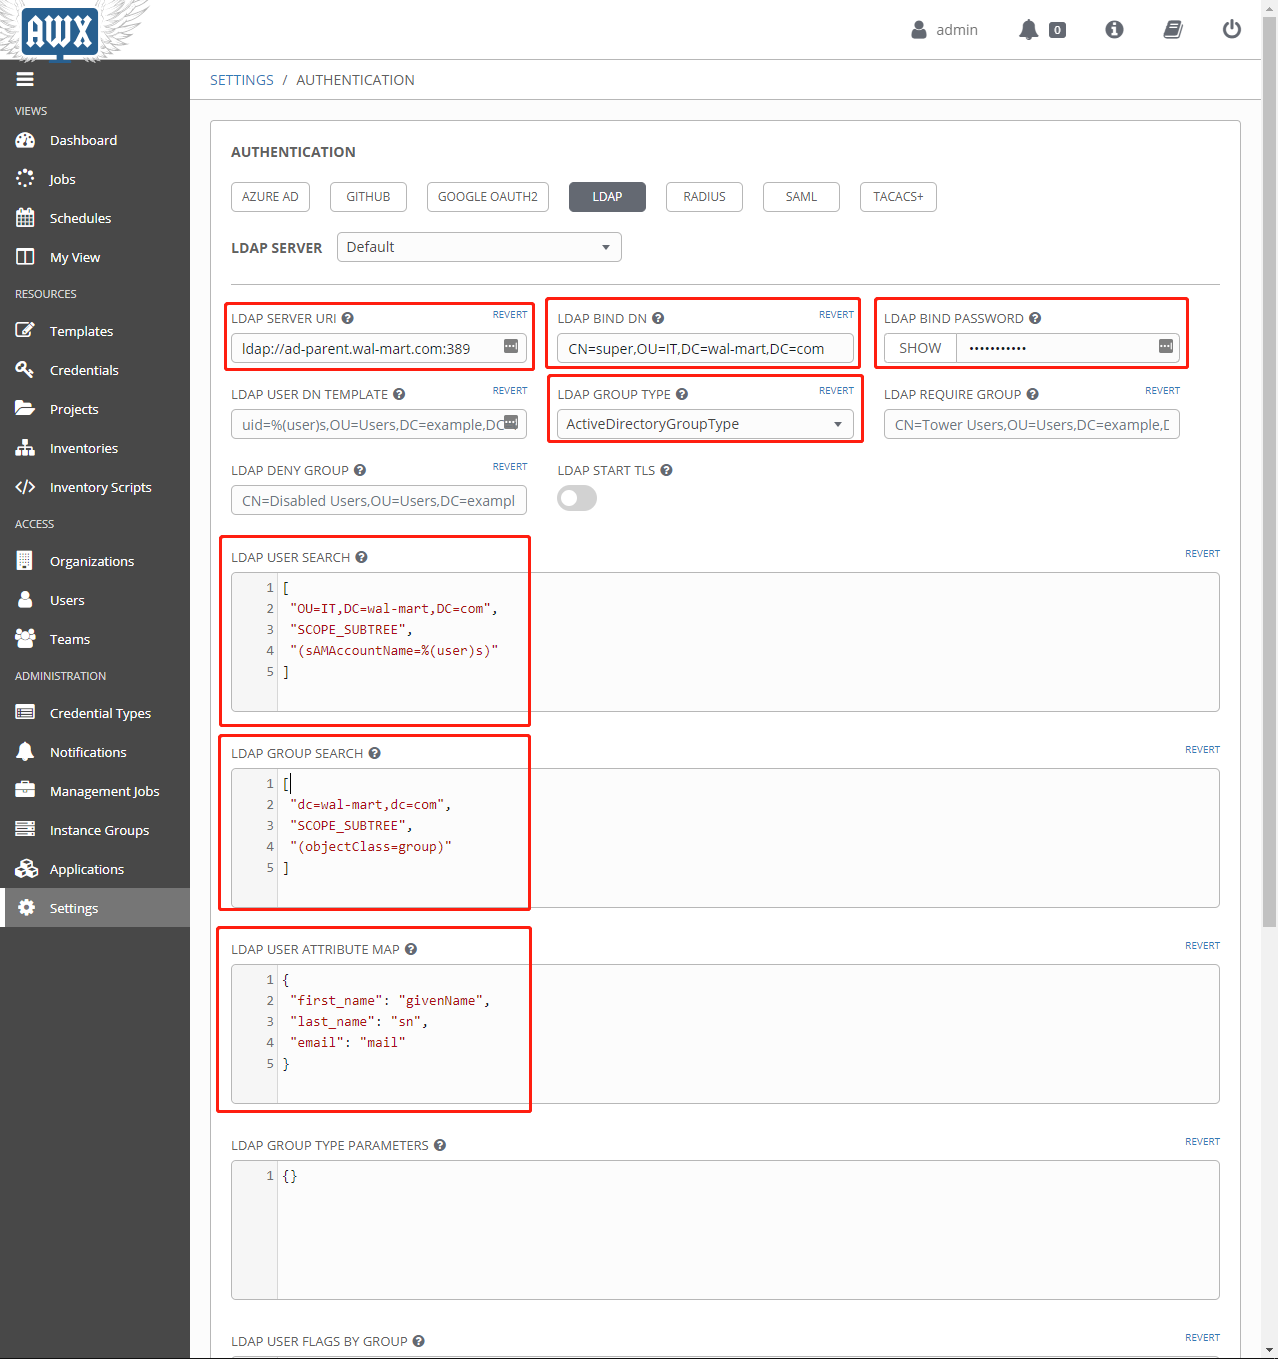 AWX
admin
0
SETTINGS / AUTHENTICATION
VIEWS
Dashboard
Jobs
Schedules
My View
RESOURCES
Templates
Credentials
Projects
Inventories
Inventory Scripts
ACCESS
Organizations
Users
Teams
ADMINISTRATION
Credential Types
Notifications
Management Jobs
Instance Groups
Applications
Settings
AUTHENTICATION
AZURE AD GITHUB GOOGLE OAUTH2 LDAP RADIUS SAML TACACS+
LDAP SERVER Default
LDAP SERVER URI REVERT
ldap://ad-parent.wal-mart.com:389
LDAP BIND DN REVERT
CN=super,OU=IT,DC=wal-mart,DC=com
LDAP BIND PASSWORD
SHOW •••••••••••
LDAP USER DN TEMPLATE REVERT
uid=%(user)s,OU=Users,DC=example,DC
LDAP GROUP TYPE REVERT
ActiveDirectoryGroupType
LDAP REQUIRE GROUP REVERT
CN=Tower Users,OU=Users,DC=example,D
LDAP DENY GROUP REVERT
CN=Disabled Users,OU=Users,DC=exampl
LDAP START TLS
LDAP USER SEARCH REVERT
1 [
2 "OU=IT,DC=wal-mart,DC=com",
3 "SCOPE_SUBTREE",
4 "(sAMAccountName=%(user)s)"
5 ]
LDAP GROUP SEARCH REVERT
1 [
2 "dc=wal-mart,dc=com",
3 "SCOPE_SUBTREE",
4 "(objectClass=group)"
5 ]
LDAP USER ATTRIBUTE MAP REVERT
1 {
2 "first_name": "givenName",
3 "last_name": "sn",
4 "email": "mail"
5 }
LDAP GROUP TYPE PARAMETERS REVERT
1 {}
LDAP USER FLAGS BY GROUP REVERT